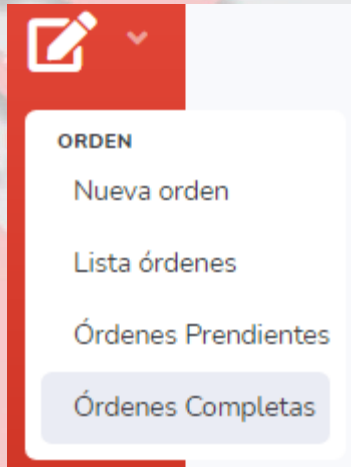 ORDEN
Nueva orden
Lista órdenes
Órdenes Prendientes
Órdenes Completas